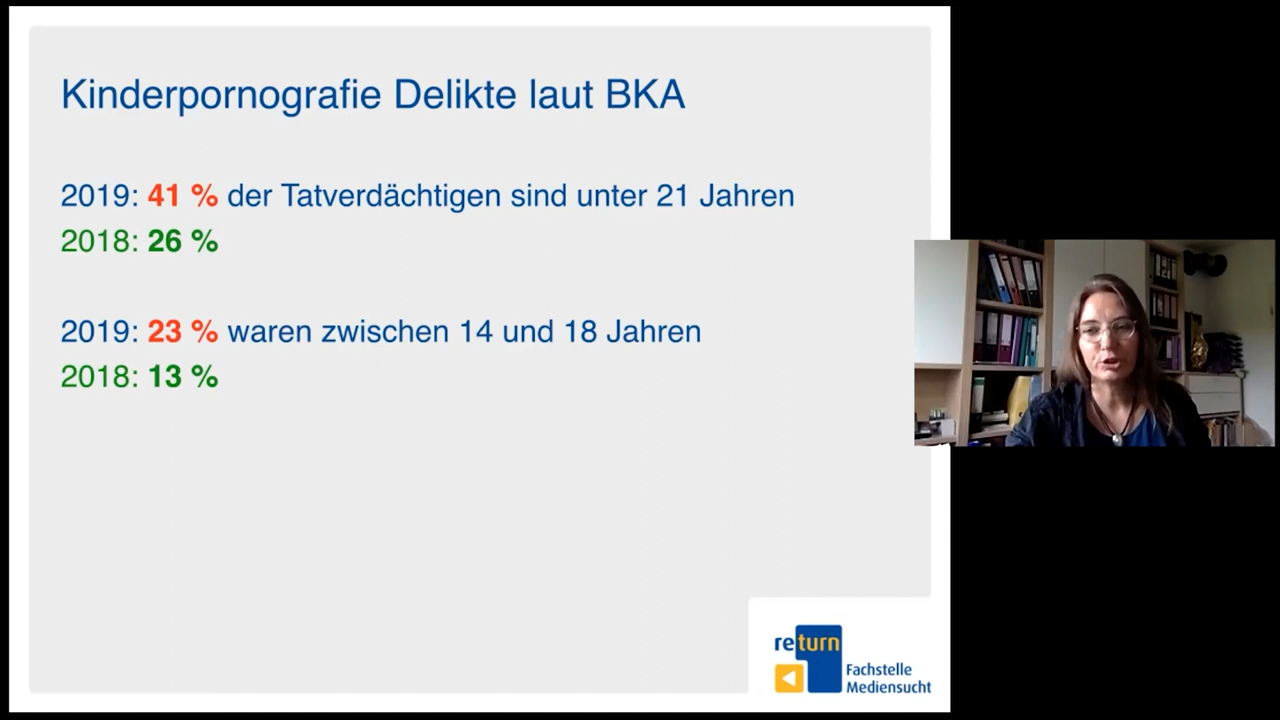 Kinderpornografie Delikte laut BKA
2019: 41 % der Tatverdächtigen sind unter 21 Jahren
2018: 26 %
2019: 23 % waren zwischen 14 und 18 Jahren
2018: 13 %
return
Fachstelle
Mediensucht